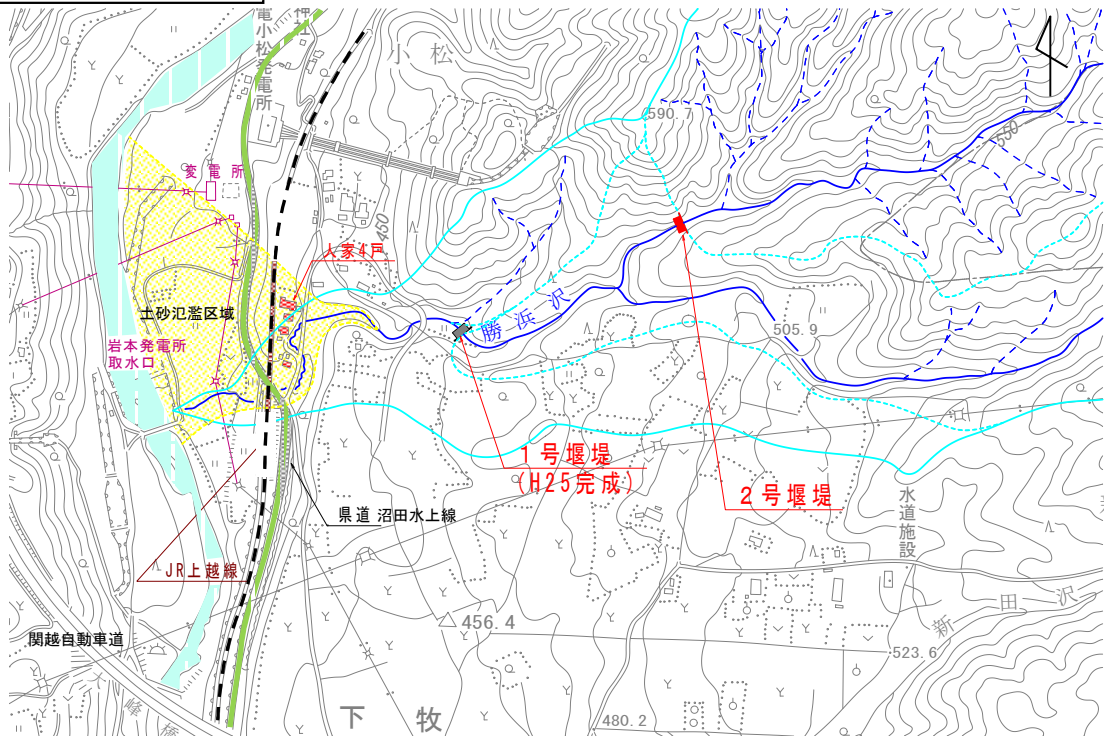 神社
電小松発電所
小松
590.7
550
変電所
450
人家4戸
土砂氾濫区域
勝浜沢
505.9
岩本発電所
取水口
1号堰堤
(H25完成)
2号堰堤
県道 沼田水上線
水道施設
JR上越線
新田沢
456.4
関越自動車道
523.6
下牧
480.2